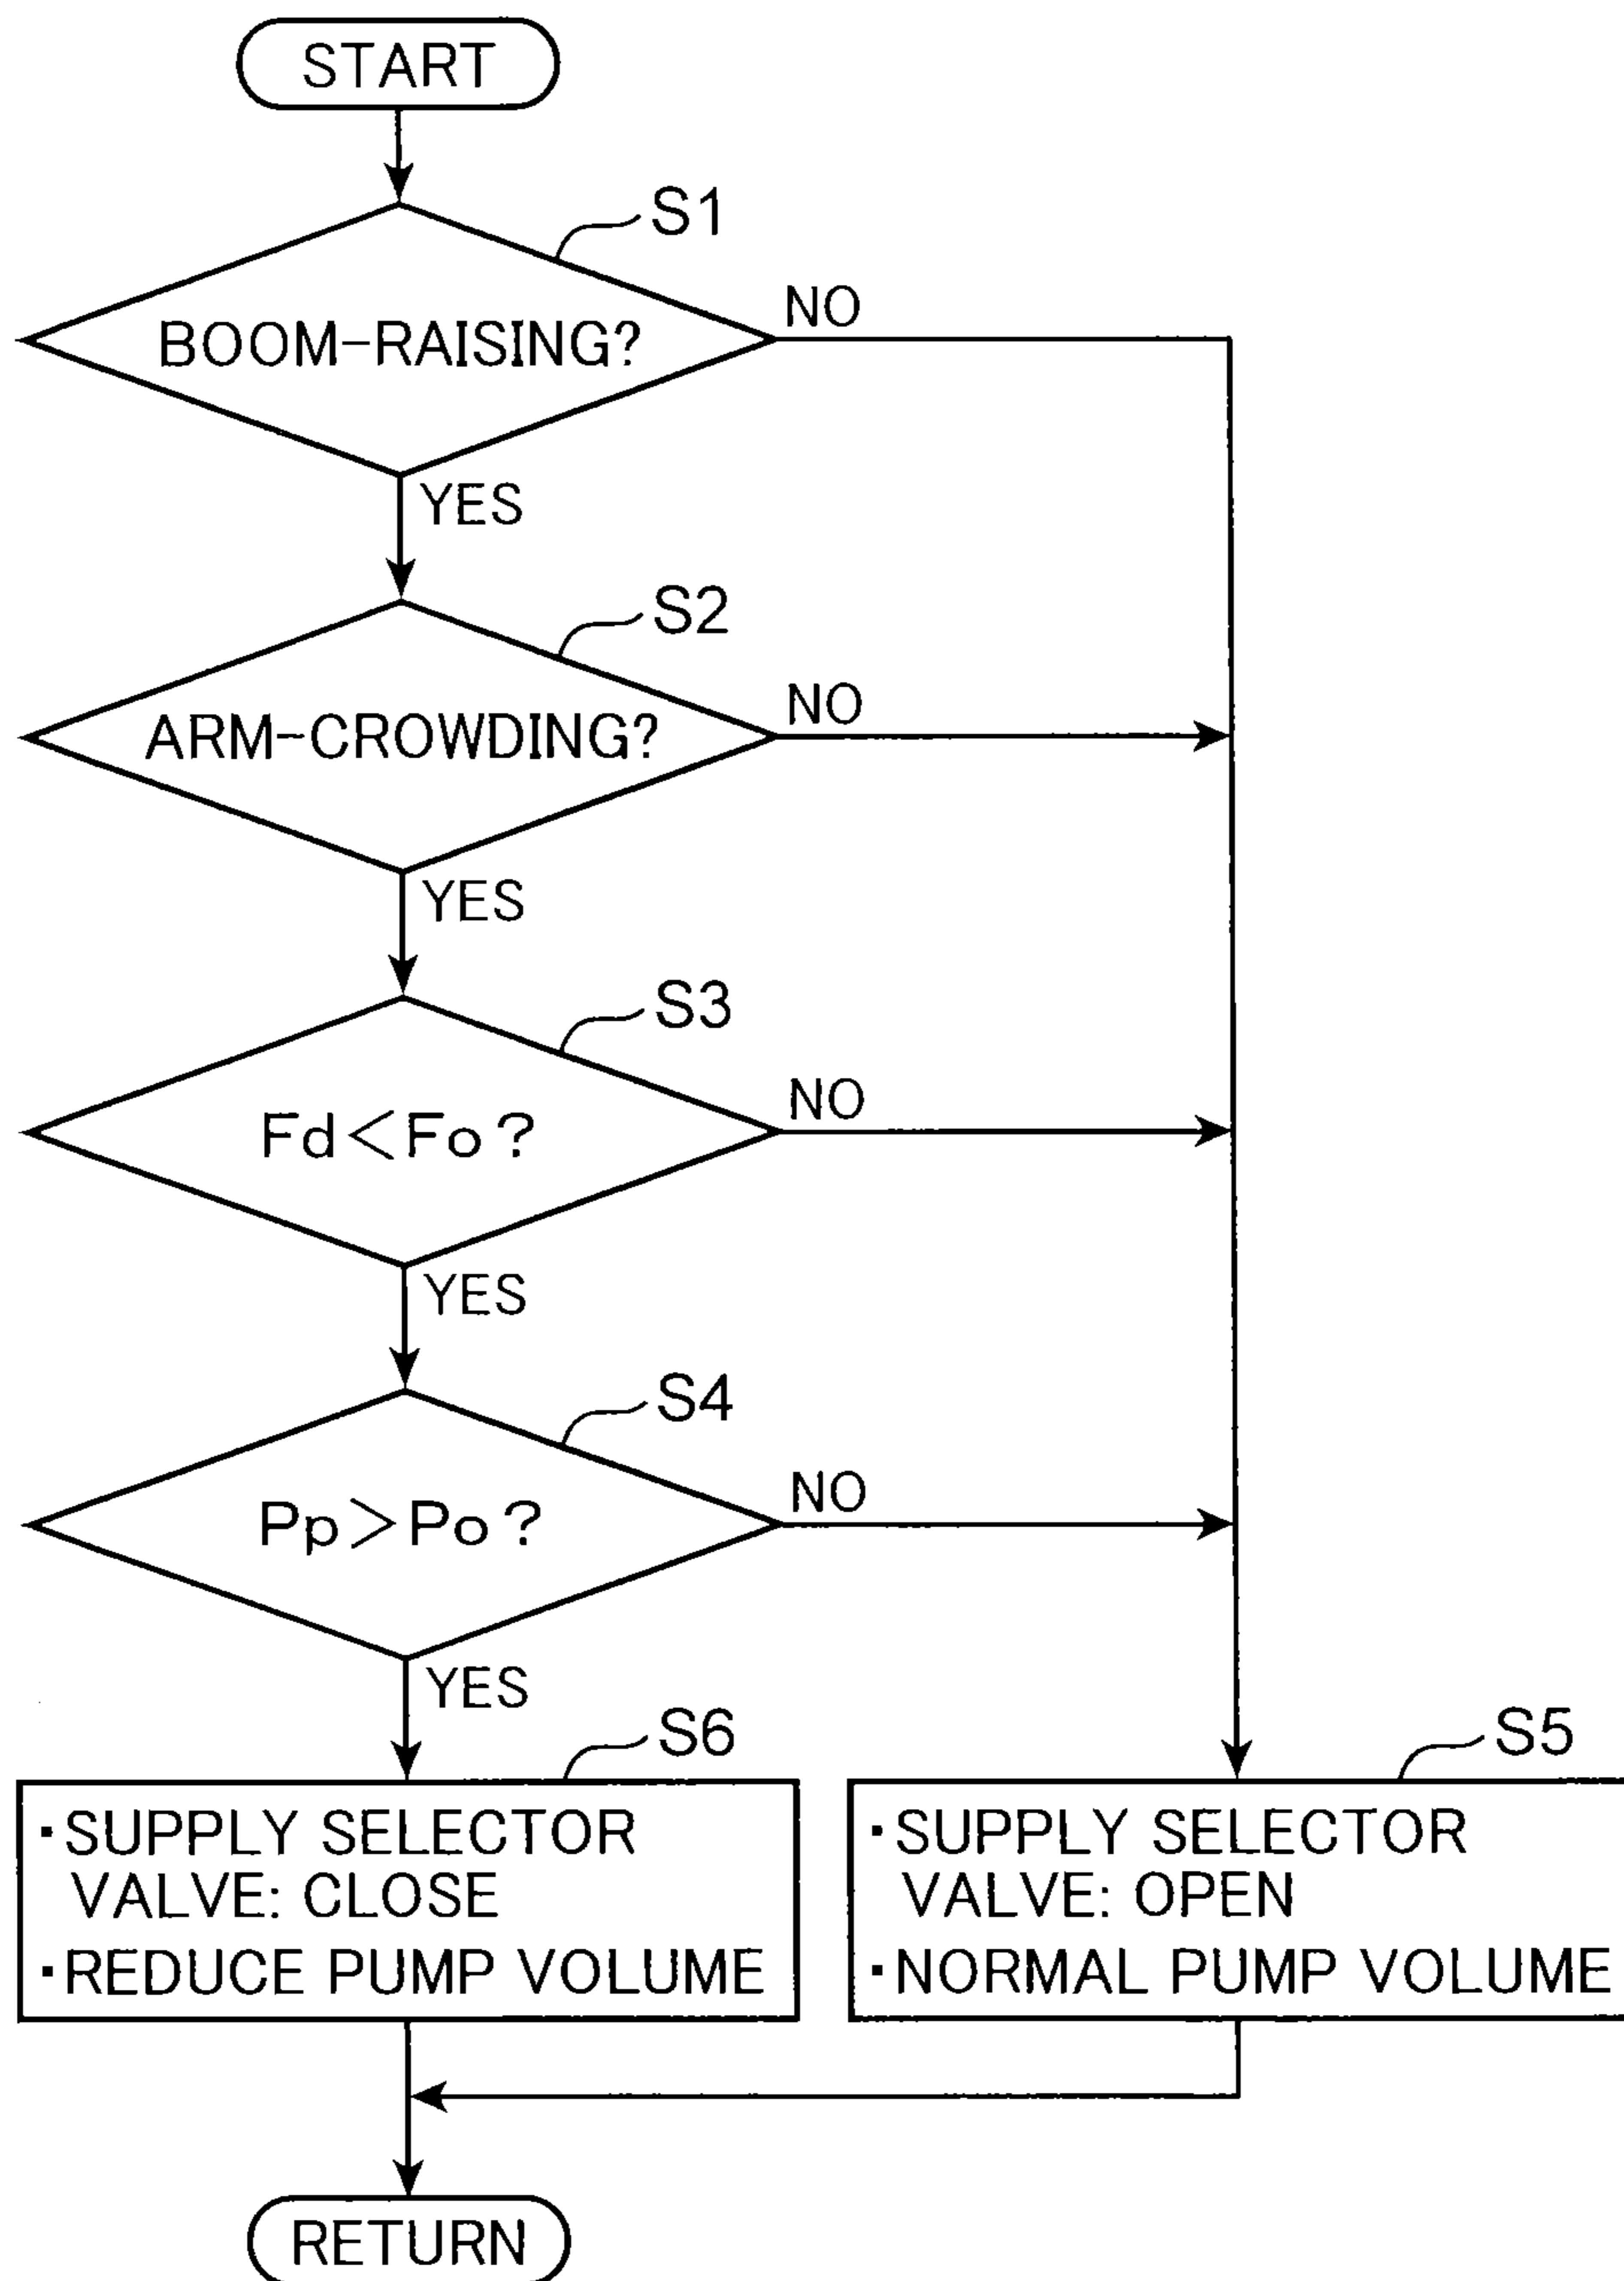 START
S1
BOOM-RAISING?
NO
YES
S2
ARM-CROWDING?
NO
YES
S3
Fd<Fo?
NO
YES
S4
Pp>Po?
NO
YES
S6
・SUPPLY SELECTOR
VALVE: CLOSE
・REDUCE PUMP VOLUME
S5
・SUPPLY SELECTOR
VALVE: OPEN
・NORMAL PUMP VOLUME
RETURN